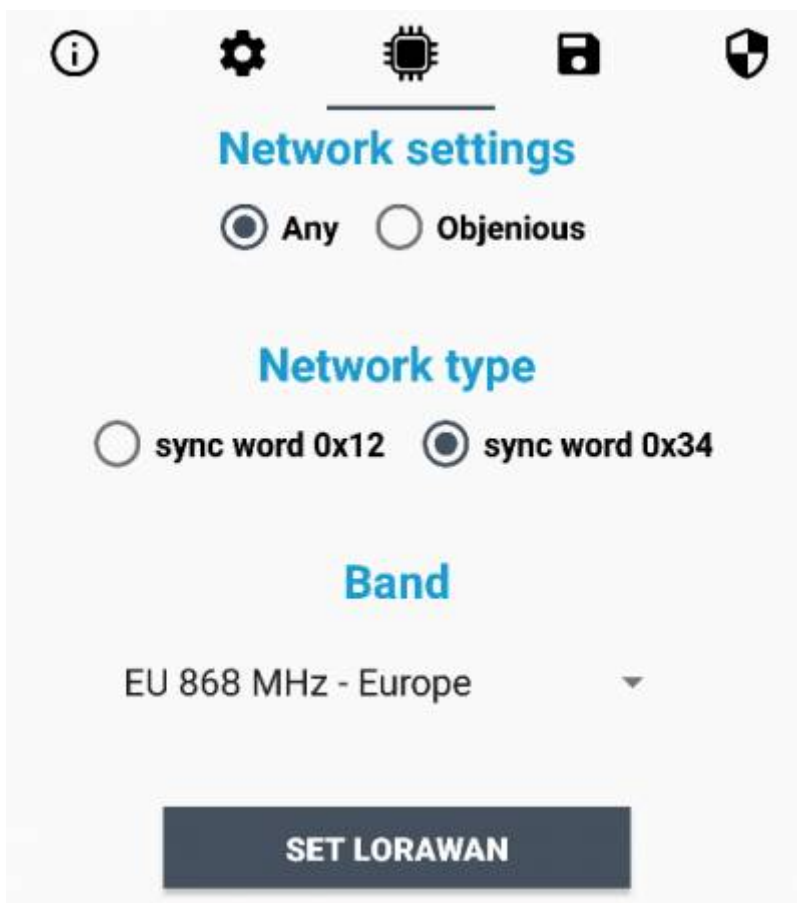 Network settings
Any Objenious
Network type
sync word 0x12 sync word 0x34
Band
EU 868 MHz - Europe
SET LORAWAN